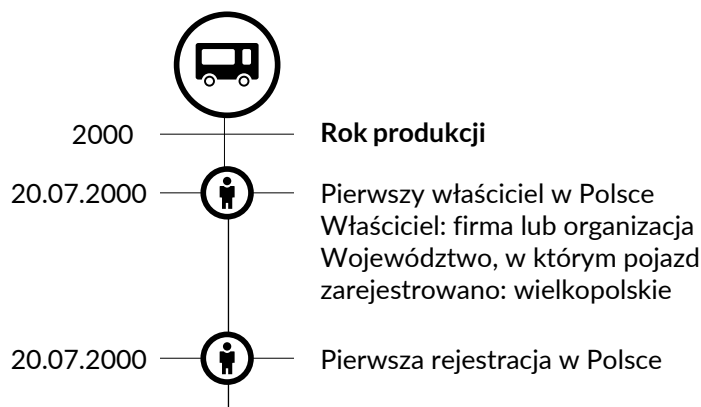 2000 Rok produkcji
20.07.2000 Pierwszy właściciel w Polsce
Właściciel: firma lub organizacja
Województwo, w którym pojazd
zarejestrowano: wielkopolskie
20.07.2000 Pierwsza rejestracja w Polsce